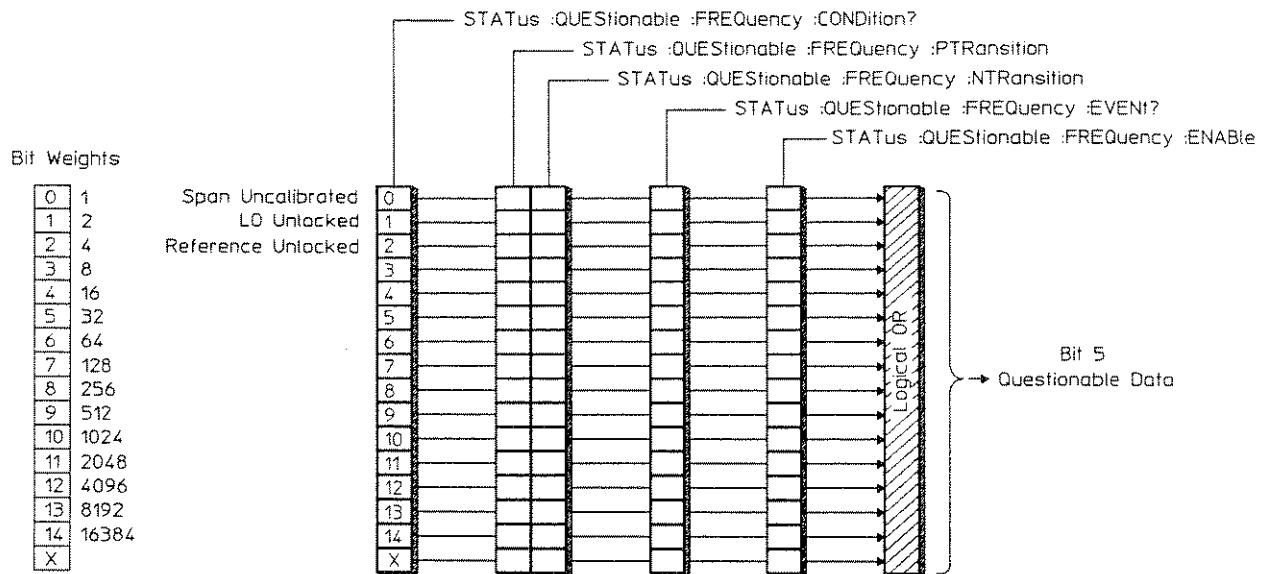 STATus :QUEStionable :FREQuency :CONDition?
STATus :QUEStionable :FREQuency :PTRansition
STATus :QUEStionable :FREQuency :NTRansition
STATus :QUEStionable :FREQuency :EVENt?
STATus :QUEStionable :FREQuency :ENABle
Bit Weights
0 1 Span Uncalibrated 0
1 2 LO Unlocked 1
2 4 Reference Unlocked 2
3 8 3
4 16 4
5 32 5
6 64 6
7 128 7
8 256 8
9 512 9
10 1024 10
11 2048 11
12 4096 12
13 8192 13
14 16384 14
X X
Logical OR
Bit 5
Questionable Data